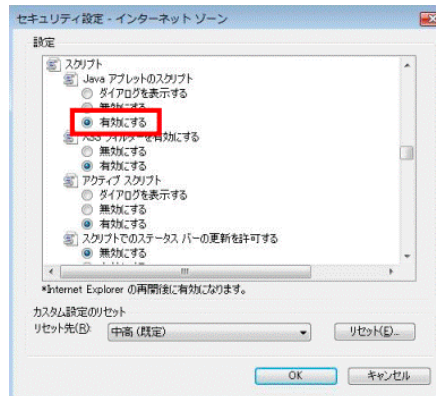 セキュリティ設定 - インターネット ゾーン
設定
スクリプト
Java アプレットのスクリプト
ダイアログを表示する
無効にする
有効にする
XSS フィルターを有効にする
無効にする
有効にする
アクティブ スクリプト
ダイアログを表示する
無効にする
有効にする
スクリプトでのステータス バーの更新を許可する
無効にする
*Internet Explorer の再開後に有効になります。
カスタム設定のリセット
リセット先(R): 中高 (既定) リセット(E)...
OK キャンセル